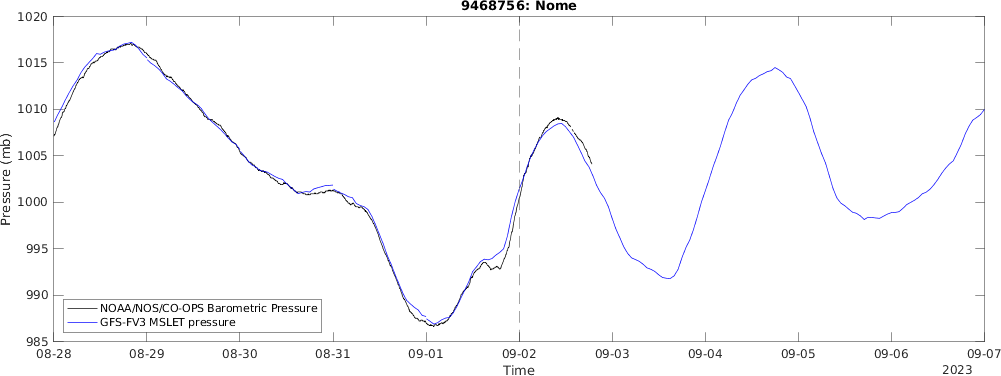 9468756: Nome
1020
1015
1010
1005
1000
995
990
985
Pressure (mb)
NOAA/NOS/CO-OPS Barometric Pressure
GFS-FV3 MSLET pressure
08-28 08-29 08-30 08-31 09-01 09-02 09-03 09-04 09-05 09-06 09-07
Time
2023